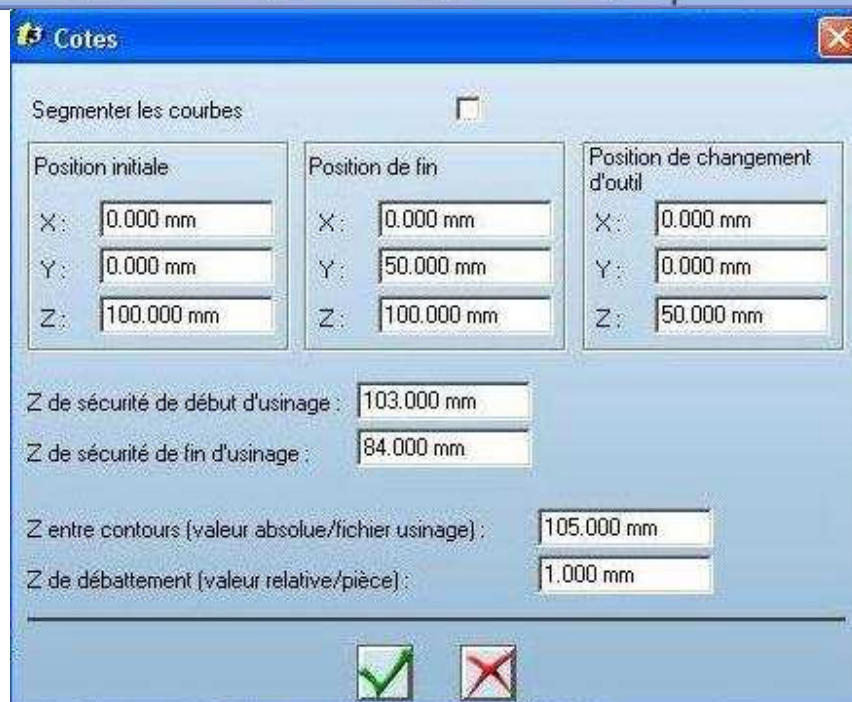 Cotes
Segmenter les courbes
Position initiale
X : 0.000 mm
Y : 0.000 mm
Z : 100.000 mm
Position de fin
X : 0.000 mm
Y : 50.000 mm
Z : 100.000 mm
Position de changement
d'outil
X : 0.000 mm
Y : 0.000 mm
Z : 50.000 mm
Z de sécurité de début d'usinage : 103.000 mm
Z de sécurité de fin d'usinage : 84.000 mm
Z entre contours (valeur absolue/fichier usinage) : 105.000 mm
Z de débattement (valeur relative/pièce) : 1.000 mm